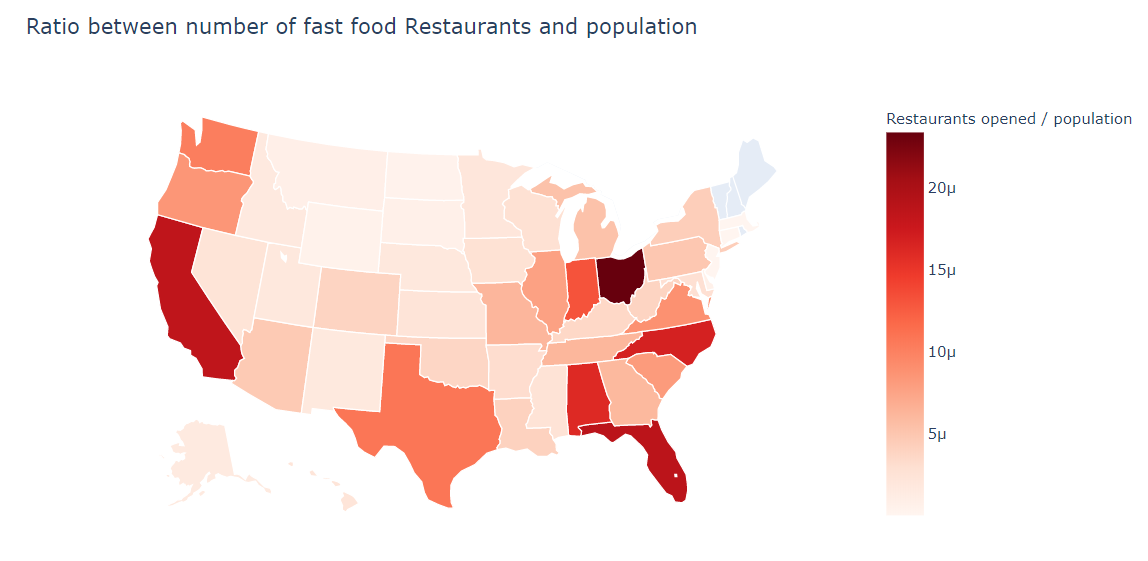 Ratio between number of fast food Restaurants and population
Restaurants opened / population
20µ
15µ
10µ
5µ